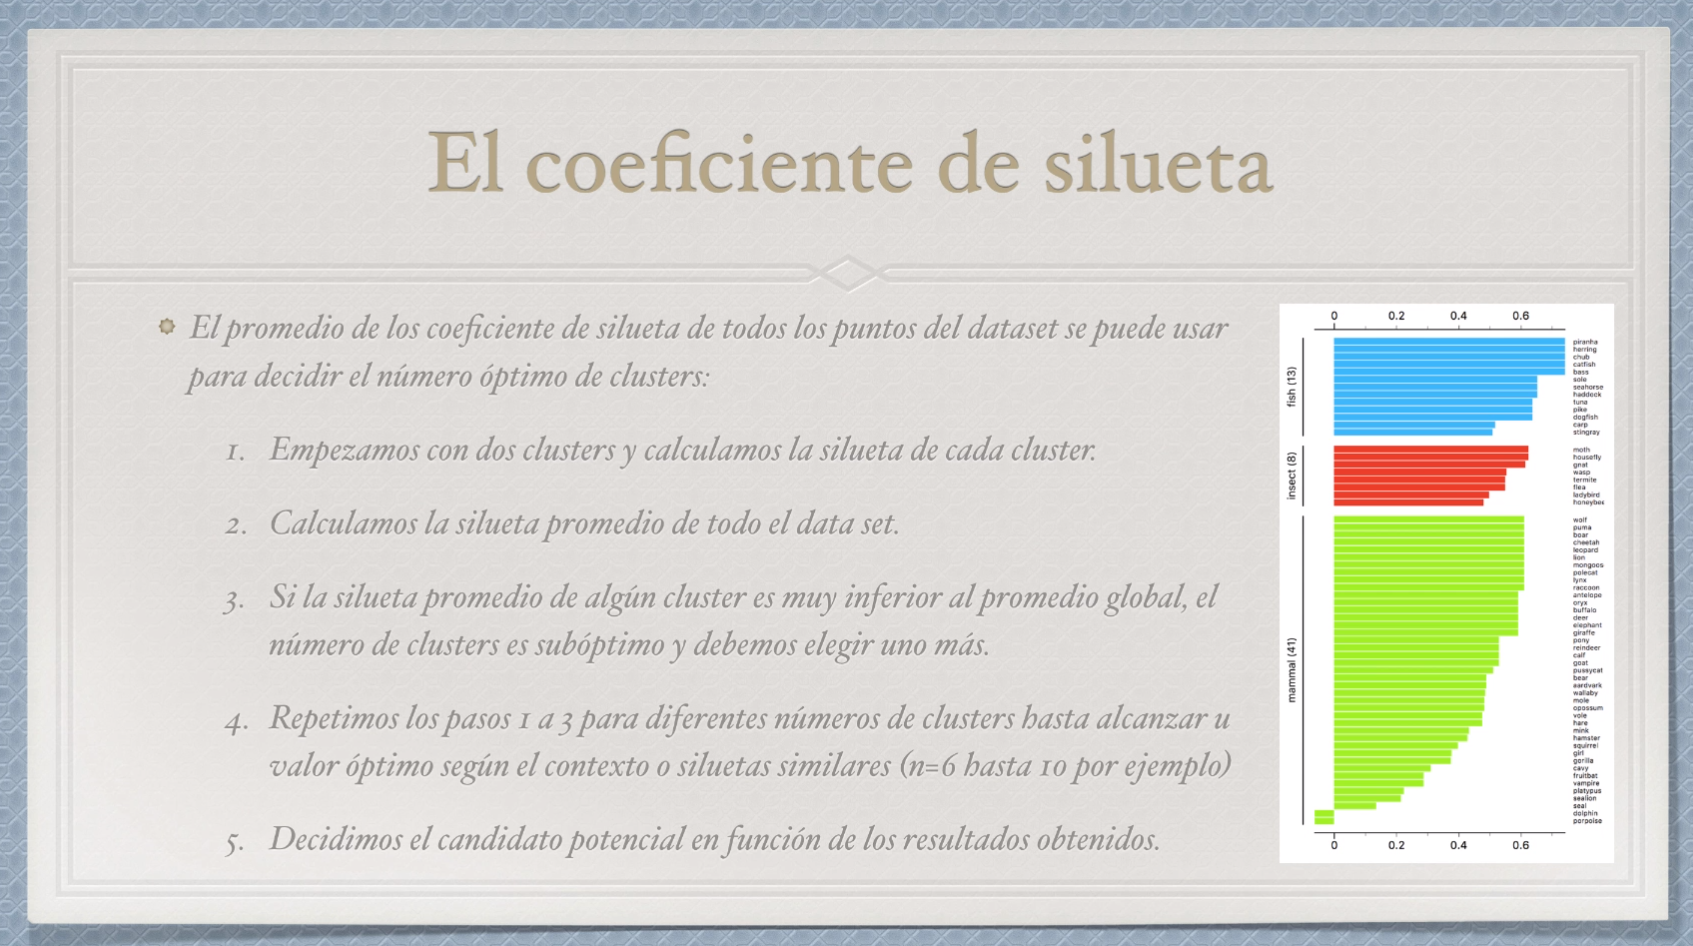 El coeficiente de silueta
El promedio de los coeficiente de silueta de todos los puntos del dataset se puede usar
para decidir el número óptimo de clusters:
1. Empezamos con dos clusters y calculamos la silueta de cada cluster.
2. Calculamos la silueta promedio de todo el data set.
3. Si la silueta promedio de algún cluster es muy inferior al promedio global, el
número de clusters es subóptimo y debemos elegir uno más.
4. Repetimos los pasos 1 a 3 para diferentes números de clusters hasta alcanzar u
valor óptimo según el contexto o siluetas similares (n=6 hasta 10 por ejemplo)
5. Decidimos el candidato potencial en función de los resultados obtenidos.
0 0.2 0.4 0.6
fish (13)
piranha
herring
chub
catfish
bass
sole
seahorse
haddock
tuna
pike
dogfish
carp
stingray
insect (8)
moth
housefly
gnat
wasp
termite
flea
ladybird
honeybee
mammal (41)
wolf
puma
boar
cheetah
leopard
lion
mongoos
polecat
lynx
raccoon
antelope
oryx
buffalo
deer
elephant
giraffe
pony
reindeer
calf
goat
pussycat
bear
aardvark
wallaby
mole
opossum
vole
hare
mink
hamster
squirrel
girl
gorilla
cavy
fruitbat
vampire
platypus
sealion
seal
dolphin
porpoise
0 0.2 0.4 0.6